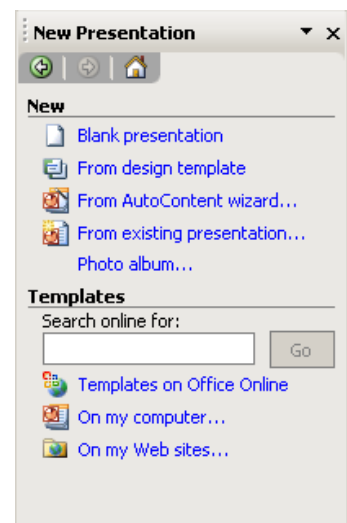 New Presentation
New
Blank presentation
From design template
From AutoContent wizard...
From existing presentation...
Photo album...
Templates
Search online for:
Go
Templates on Office Online
On my computer...
On my Web sites...